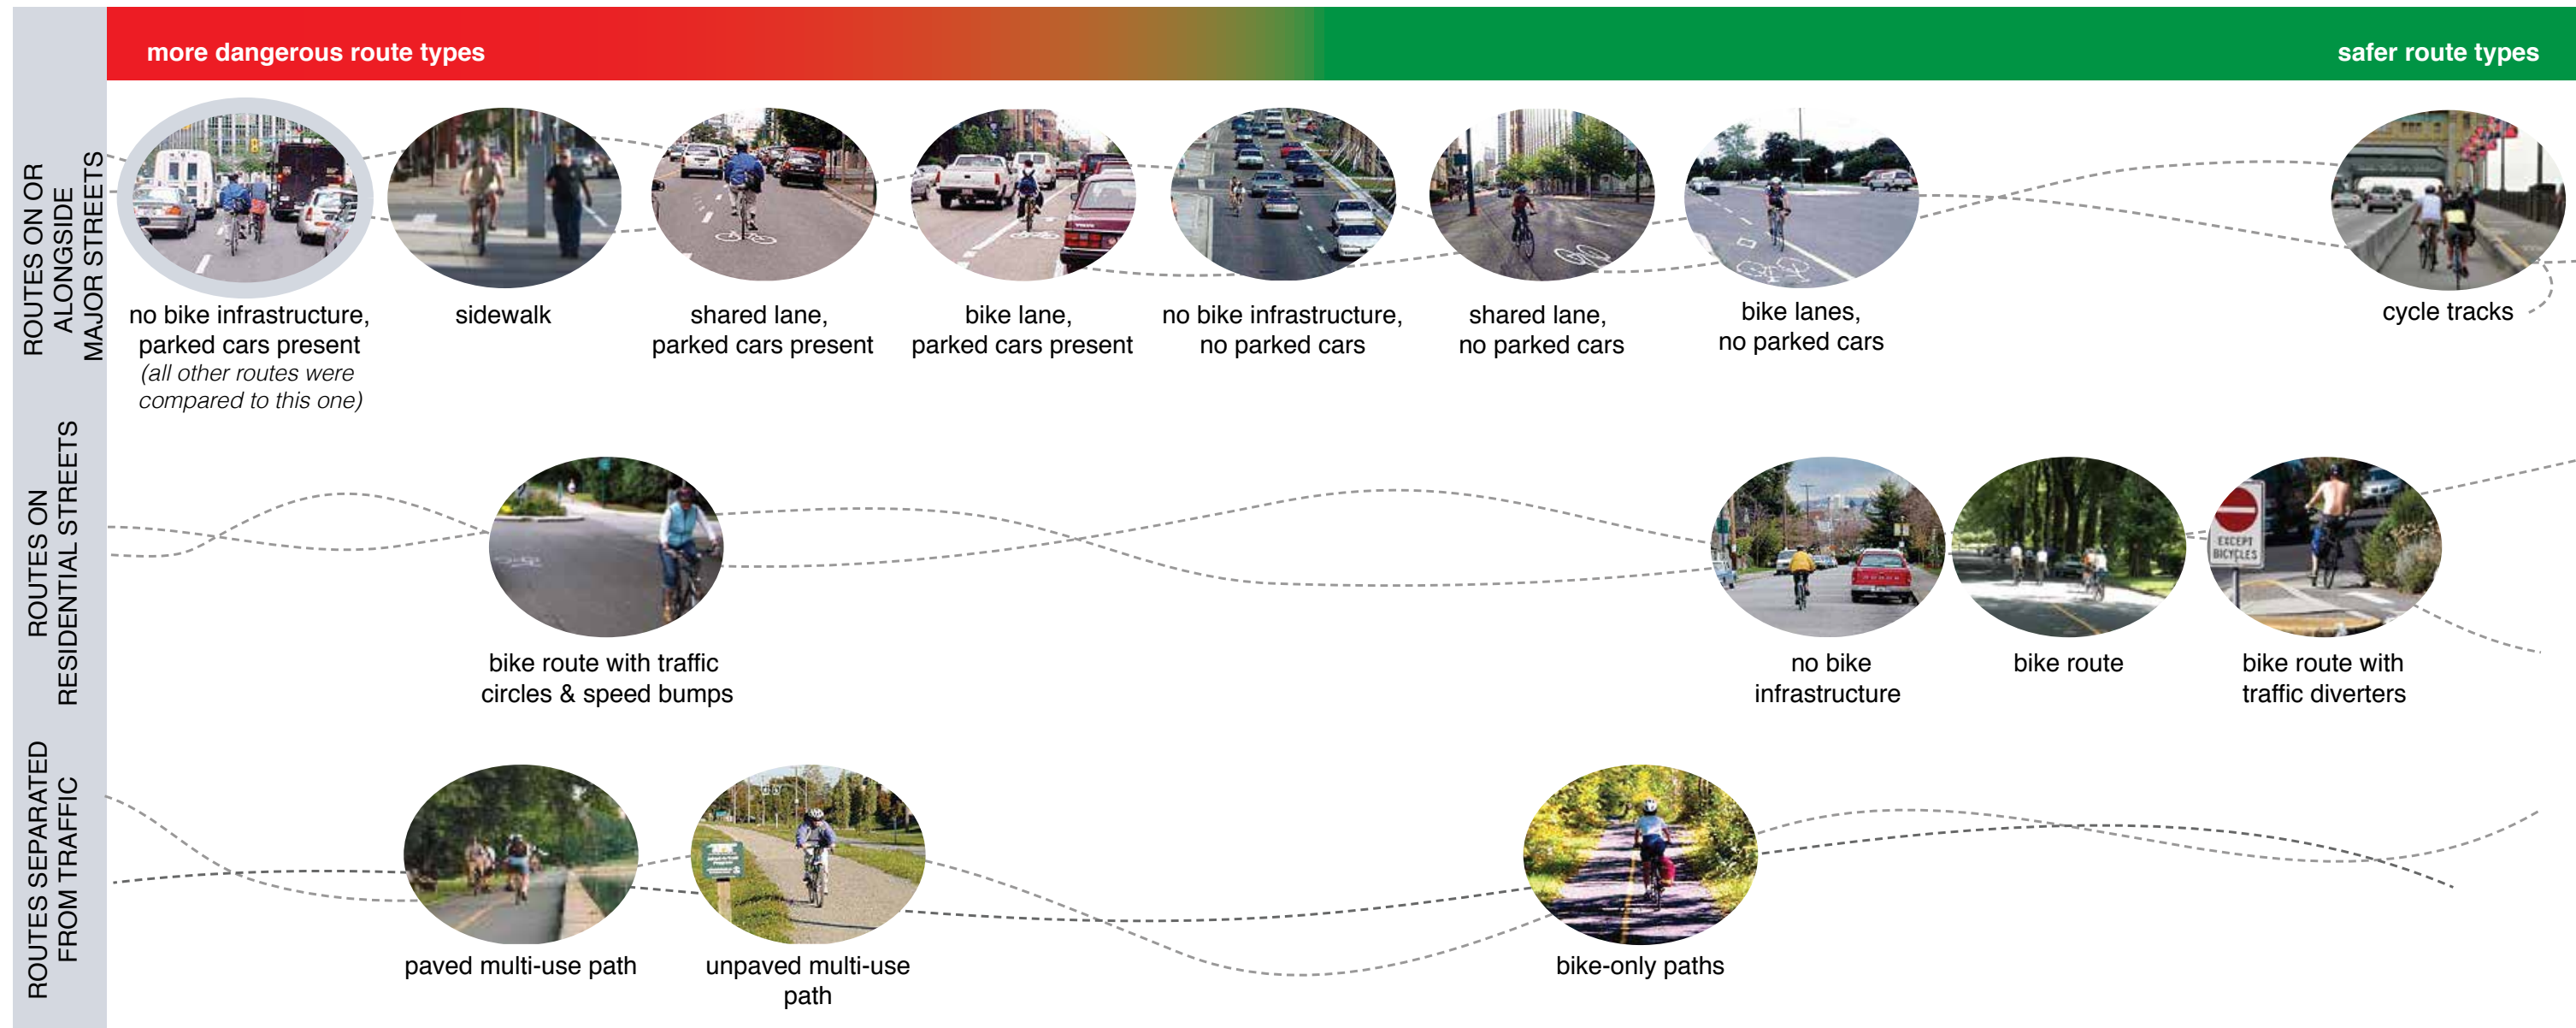 more dangerous route types
safer route types
ROUTES ON OR
ALONGSIDE
MAJOR STREETS
no bike infrastructure,
parked cars present
(all other routes were
compared to this one)
sidewalk
shared lane,
parked cars present
bike lane,
parked cars present
no bike infrastructure,
no parked cars
shared lane,
no parked cars
bike lanes,
no parked cars
cycle tracks
ROUTES ON
RESIDENTIAL STREETS
bike route with traffic
circles & speed bumps
no bike
infrastructure
bike route
EXCEPT
BICYCLES
bike route with
traffic diverters
ROUTES SEPARATED
FROM TRAFFIC
paved multi-use path
unpaved multi-use
path
bike-only paths